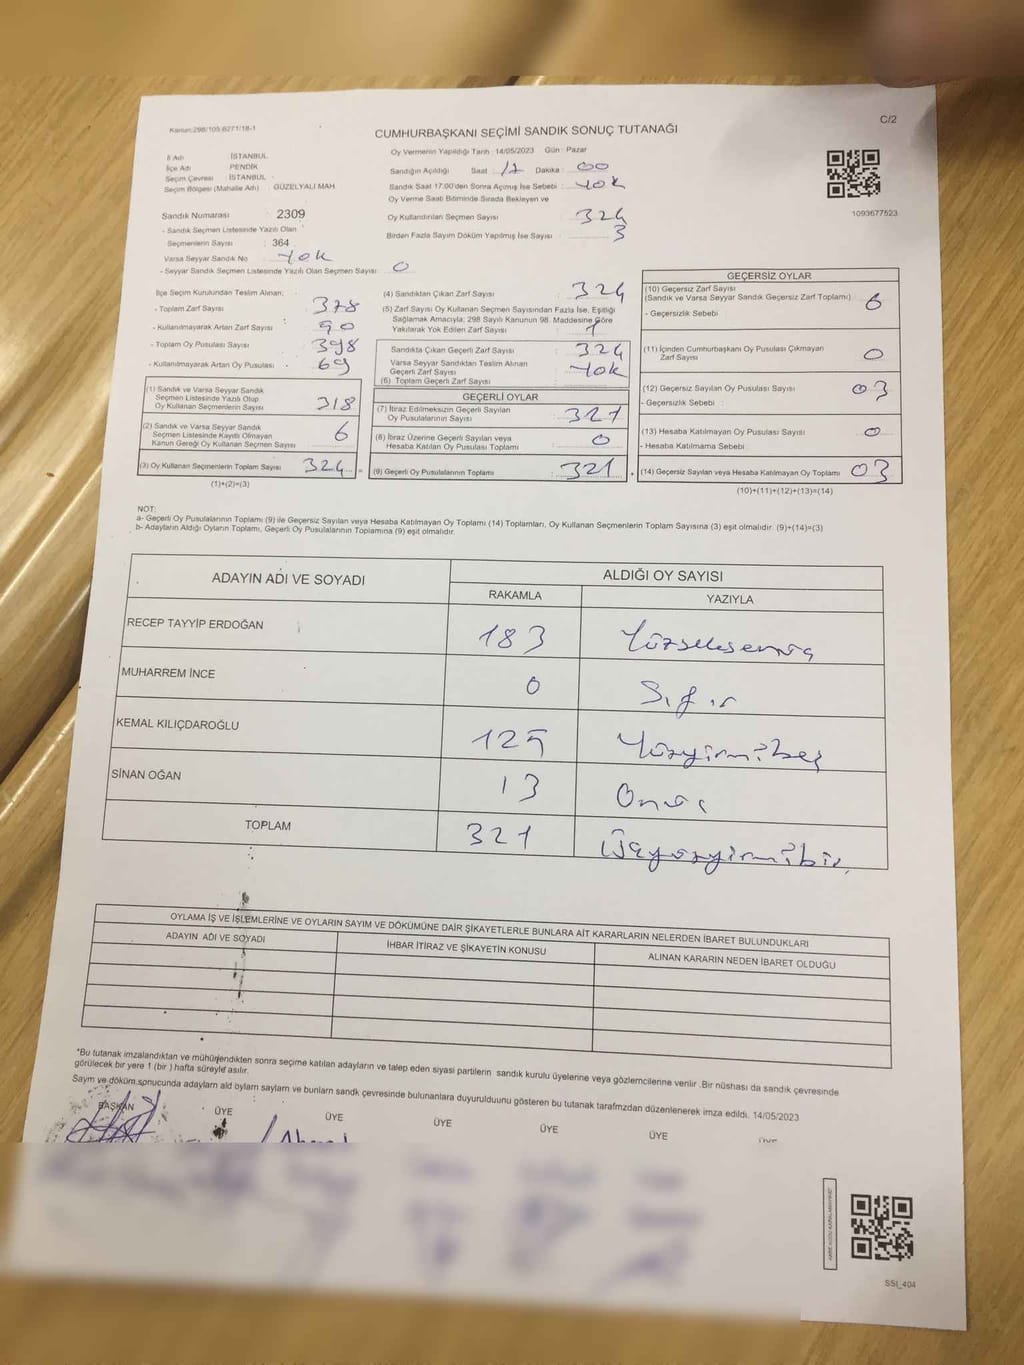 Kanun:298/105-6271/18-1
C/2
CUMHURBAŞKANI SEÇİMİ SANDIK SONUÇ TUTANAĞI
İl Adı İSTANBUL
İlçe Adı PENDİK
Seçim Çevresi İSTANBUL
Seçim Bölgesi (Mahalle Adı) : GÜZELYALI MAH.
Sandık Numarası 2309
- Sandık Seçmen Listesinde Yazılı Olan
Seçmenlerin Sayısı : 364
Varsa Seyyar Sandık No Yok
- Seyyar Sandık Seçmen Listesinde Yazılı Olan Seçmen Sayısı : 0
Oy Vermenin Yapıldığı Tarih : 14/05/2023 Gün : Pazar
Sandığın Açıldığı Saat : 17 Dakika : 00
Sandık Saat 17:00'den Sonra Açımış İse Sebebi : Yok
Oy Verme Saati Bitiminde Sırada Bekleyen ve
Oy Kullandırılan Seçmen Sayısı 324
Birden Fazla Sayım Döküm Yapılmış İse Sayısı : 3
1093677523
İlçe Seçim Kurulundan Teslim Alınan;
- Toplam Zarf Sayısı : 378
- Kullanılmayarak Artan Zarf Sayısı : 90
- Toplam Oy Pusulası Sayısı : 398
- Kullanılmayarak Artan Oy Pusulası : 69
(1) Sandık ve Varsa Seyyar Sandık
Seçmen Listesinde Yazılı Olup
Oy Kullanan Seçmenlerin Sayısı 318
(2) Sandık ve Varsa Seyyar Sandık
Seçmen Listesinde Kayıtlı Olmayan
Kanun Gereği Oy Kullanan Seçmen Sayısı 6
(3) Oy Kullanan Seçmenlerin Toplam Sayısı 324
(1)+(2)=(3)
(4) Sandıktan Çıkan Zarf Sayısı 324
(5) Zarf Sayısı Oy Kullanan Seçmen Sayısından Fazla İse, Eşitliği
Sağlamak Amacıyla; 298 Sayılı Kanunun 98. Maddesine Göre
Yakılarak Yok Edilen Zarf Sayısı
Sandıkta Çıkan Geçerli Zarf Sayısı 324
Varsa Seyyar Sandıktan Teslim Alınan
Geçerli Zarf Sayısı Yok
(6) Toplam Geçerli Zarf Sayısı
GEÇERLİ OYLAR
(7) İtiraz Edilmeksizin Geçerli Sayılan
Oy Pusulalarının Sayısı 321
(8) İtiraz Üzerine Geçerli Sayılan veya
Hesaba Katılan Oy Pusulası Toplamı 0
(9) Geçerli Oy Pusulalarının Toplamı 321
GEÇERSİZ OYLAR
(10) Geçersiz Zarf Sayısı
(Sandık ve Varsa Seyyar Sandık Geçersiz Zarf Toplamı) 6
- Geçersizlik Sebebi :
(11) İçinden Cumhurbaşkanı Oy Pusulası Çıkmayan
Zarf Sayısı 0
(12) Geçersiz Sayılan Oy Pusulası Sayısı 03
- Geçersizlik Sebebi :
(13) Hesaba Katılmayan Oy Pusulası Sayısı 0
- Hesaba Katılmama Sebebi :
(14) Geçersiz Sayılan veya Hesaba Katılmayan Oy Toplamı 03
(10)+(11)+(12)+(13)=(14)
NOT:
a- Geçerli Oy Pusulalarının Toplamı (9) ile Geçersiz Sayılan veya Hesaba Katılmayan Oy Toplamı (14) Toplamları, Oy Kullanan Seçmenlerin Toplam Sayısına (3) eşit olmalıdır. (9)+(14)=(3)
b- Adayların Aldığı Oyların Toplamı, Geçerli Oy Pusulalarının Toplamına (9) eşit olmalıdır.
ADAYIN ADI VE SOYADI ALDIĞI OY SAYISI
RAKAMLA YAZIYLA
RECEP TAYYİP ERDOĞAN 183 Yüzseksenüç
MUHARREM İNCE 0 Sıfır
KEMAL KILIÇDAROĞLU 125 Yüzyirmibeş
SİNAN OĞAN 13 Onüç
TOPLAM 321 Üçyüzyirmibir
OYLAMA İŞ VE İŞLEMLERİNE VE OYLARIN SAYIM VE DÖKÜMÜNE DAİR ŞİKAYETLERLE BUNLARA AİT KARARLARIN NELERDEN İBARET BULUNDUKLARI
ADAYIN ADI VE SOYADI İHBAR İTİRAZ VE ŞİKAYETİN KONUSU ALINAN KARARIN NEDEN İBARET OLDUĞU
*Bu tutanak imzalandıktan ve mühürlendikten sonra seçime katılan adayların ve talep eden siyasi partilerin sandık kurulu üyelerine veya gözlemcilerine verilir .Bir nüshası da sandık çevresinde
görülecek bir yere 1 (bir ) hafta süreyle asılır.
Saym ve döküm sonucunda adaylarn ald oylarn saylarn ve bunlarn sandk çevresinde bulunanlara duyurulduunu gösteren bu tutanak tarafmzdan düzenlenerek imza edildi. 14/05/2023
BAŞKAN ÜYE ÜYE ÜYE ÜYE ÜYE ÜYE
SSI_404